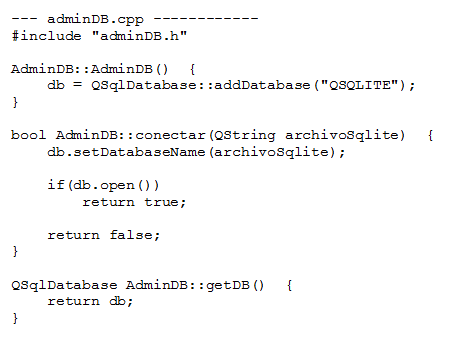 --- adminDB.cpp ------------
#include "adminDB.h"
AdminDB::AdminDB()  {
    db = QSqlDatabase::addDatabase("QSQLITE");
}
bool AdminDB::conectar(QString archivoSqlite)  {
    db.setDatabaseName(archivoSqlite);
    if(db.open())
        return true;
    return false;
}
QSqlDatabase AdminDB::getDB()  {
    return db;
}